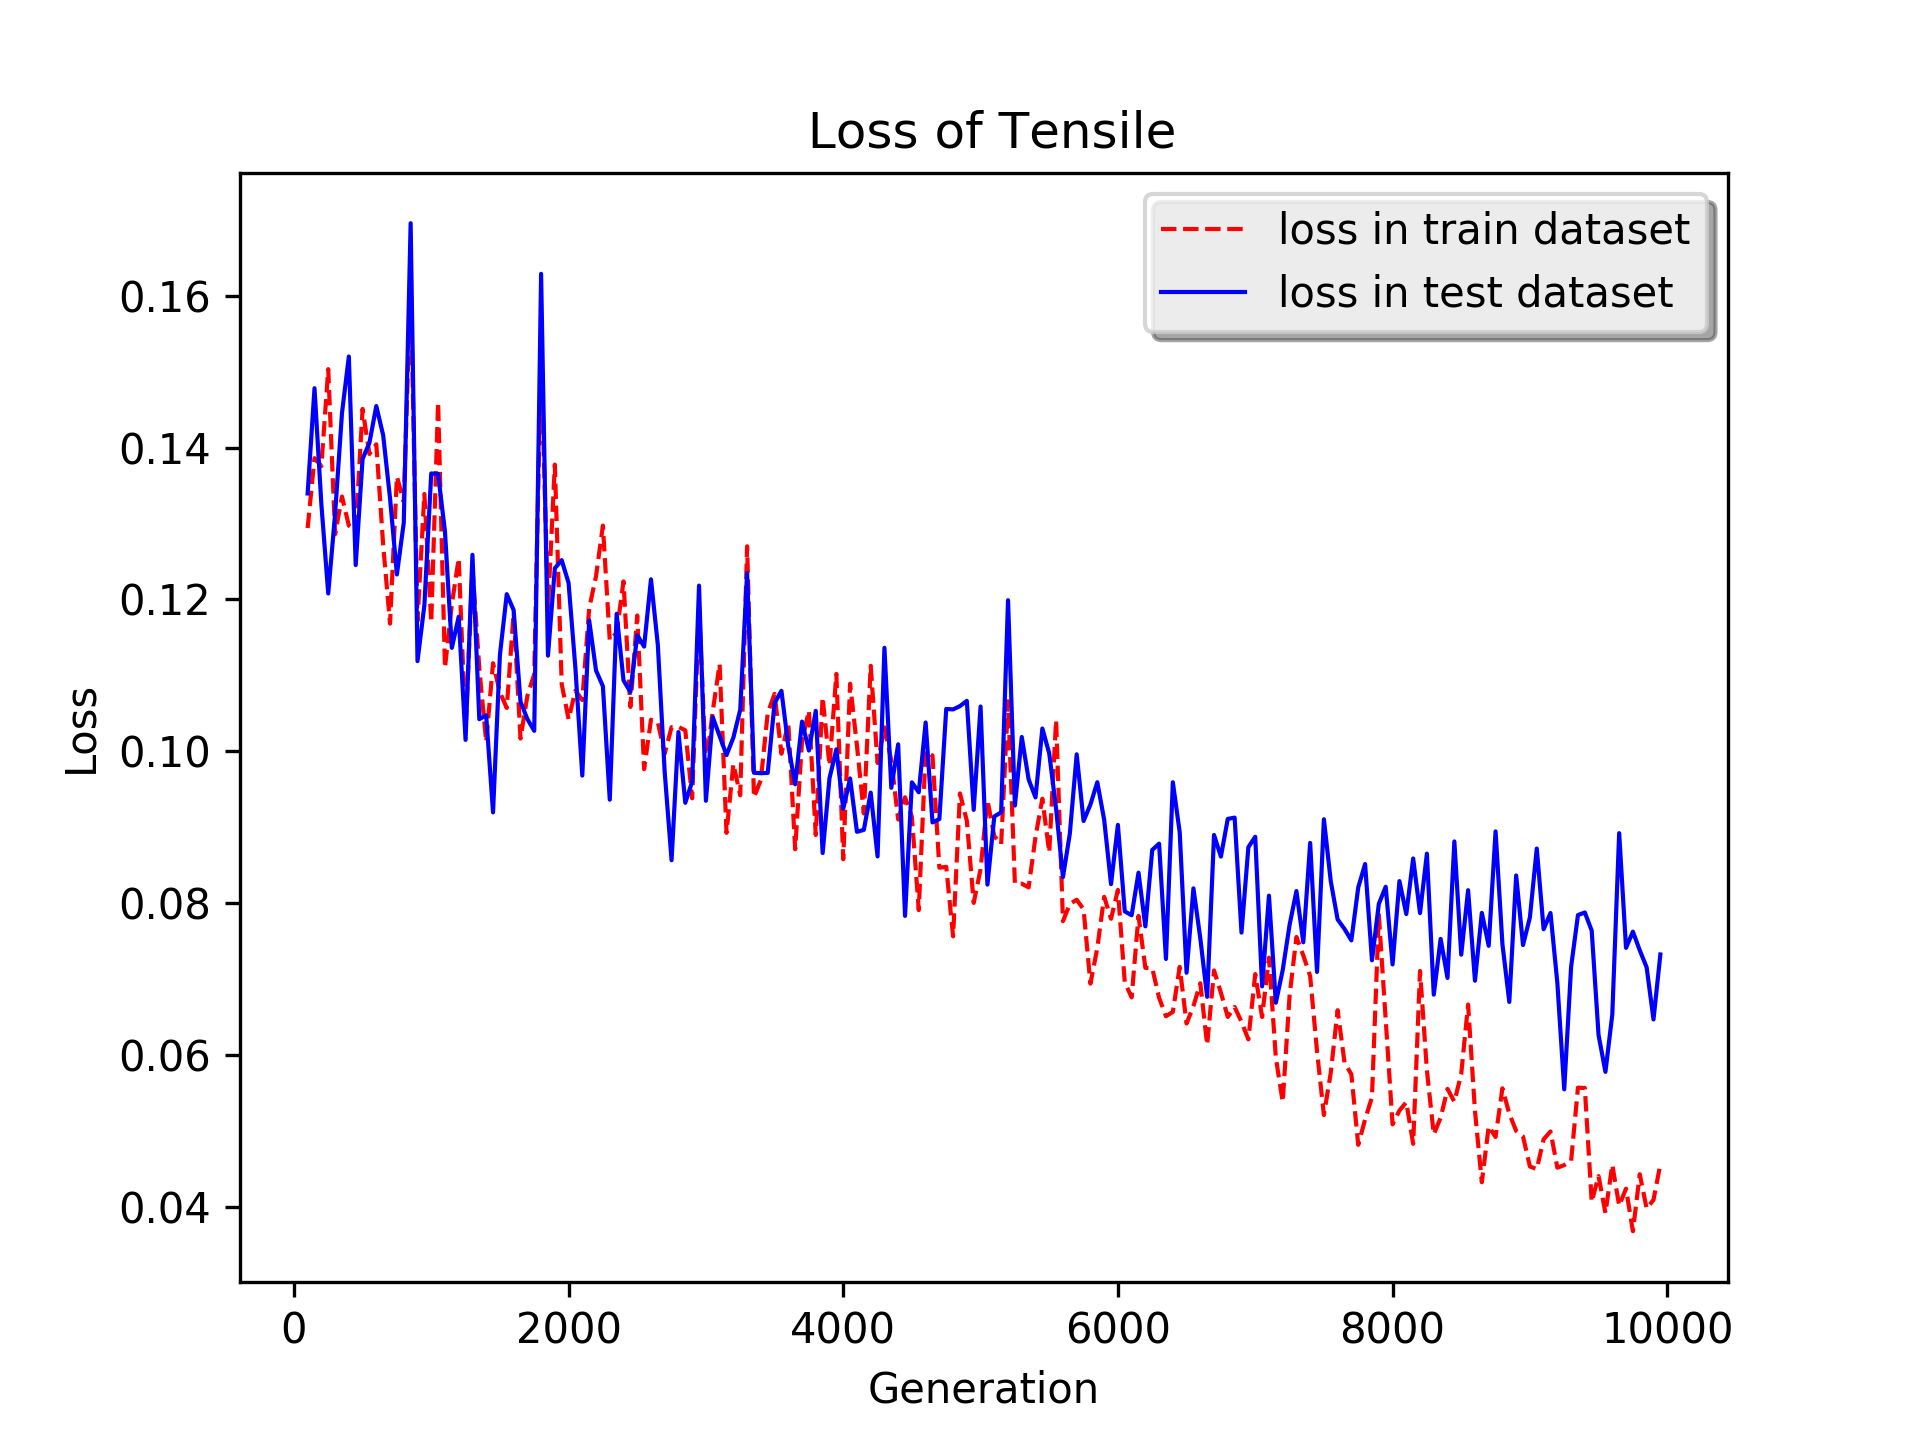 Loss of Tensile
loss in train dataset
loss in test dataset
0.16
0.14
0.12
0.10
0.08
0.06
0.04
Loss
0 2000 4000 6000 8000 10000
Generation